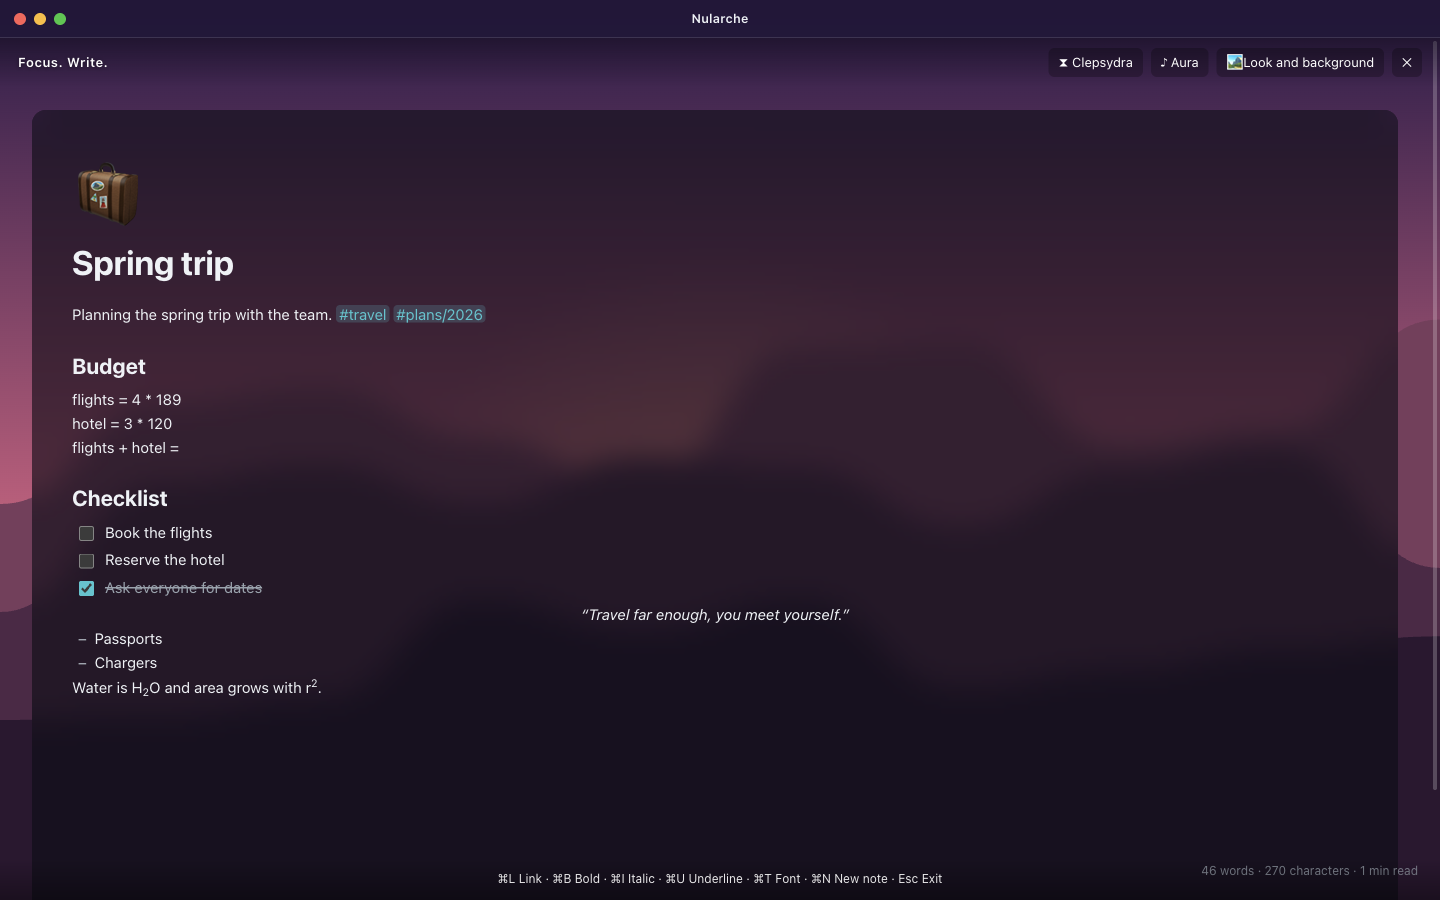 Nularche
Focus. Write.
⧗ Clepsydra
♪ Aura
Look and background
×
Spring trip
Planning the spring trip with the team. #travel #plans/2026
Budget
flights = 4 * 189
hotel = 3 * 120
flights + hotel =
Checklist
Book the flights
Reserve the hotel
Ask everyone for dates
“Travel far enough, you meet yourself.”
– Passports
– Chargers
Water is H₂O and area grows with r².
46 words · 270 characters · 1 min read
⌘L Link · ⌘B Bold · ⌘I Italic · ⌘U Underline · ⌘T Font · ⌘N New note · Esc Exit